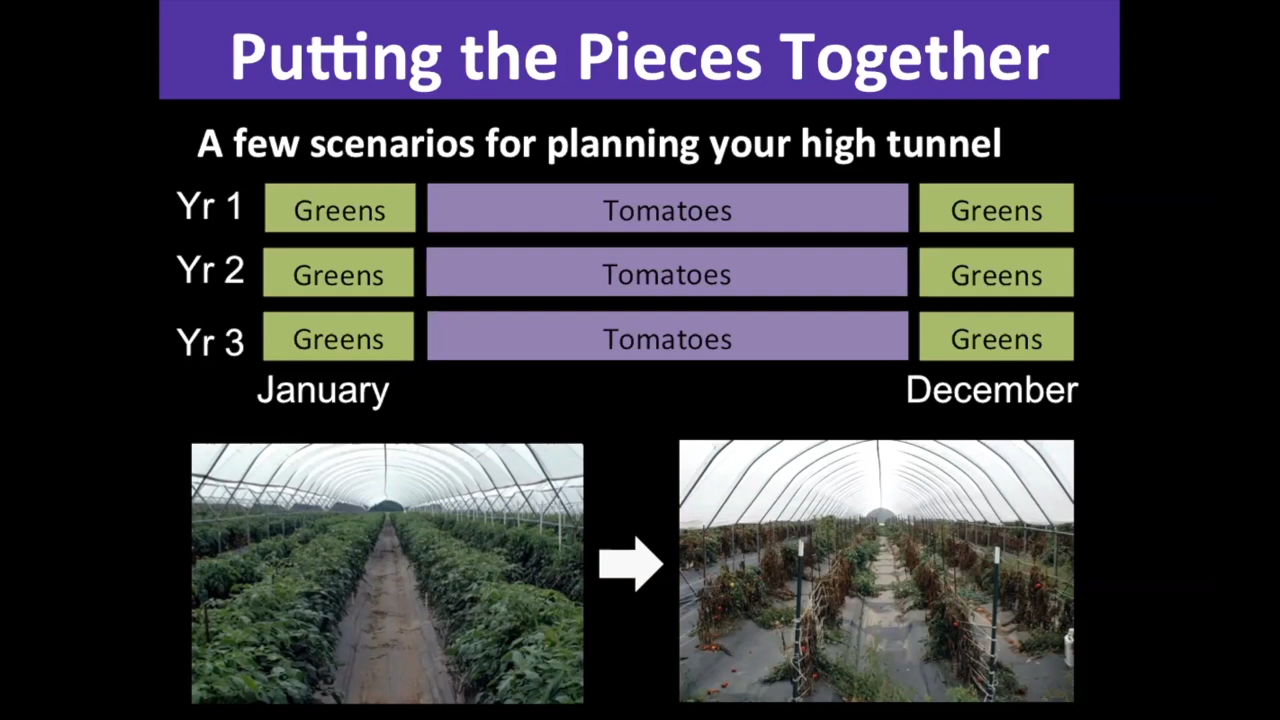 Putting the Pieces Together
A few scenarios for planning your high tunnel
Yr 1 Greens Tomatoes Greens
Yr 2 Greens Tomatoes Greens
Yr 3 Greens Tomatoes Greens
January December